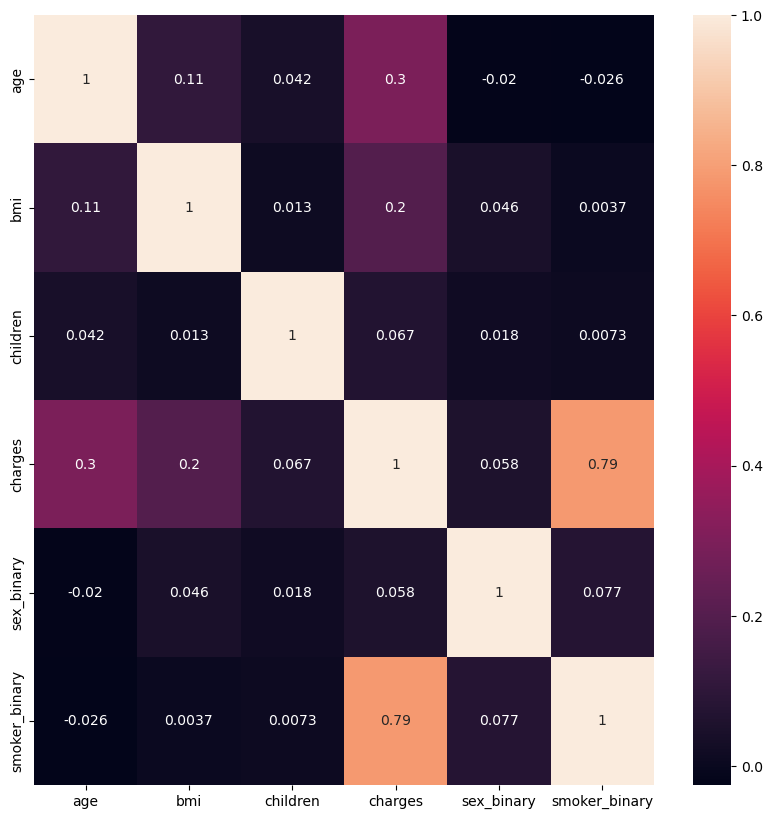 age 1 0.11 0.042 0.3 -0.02 -0.026
bmi 0.11 1 0.013 0.2 0.046 0.0037
children 0.042 0.013 1 0.067 0.018 0.0073
charges 0.3 0.2 0.067 1 0.058 0.79
sex_binary -0.02 0.046 0.018 0.058 1 0.077
smoker_binary -0.026 0.0037 0.0073 0.79 0.077 1
age bmi children charges sex_binary smoker_binary
1.0
0.8
0.6
0.4
0.2
0.0